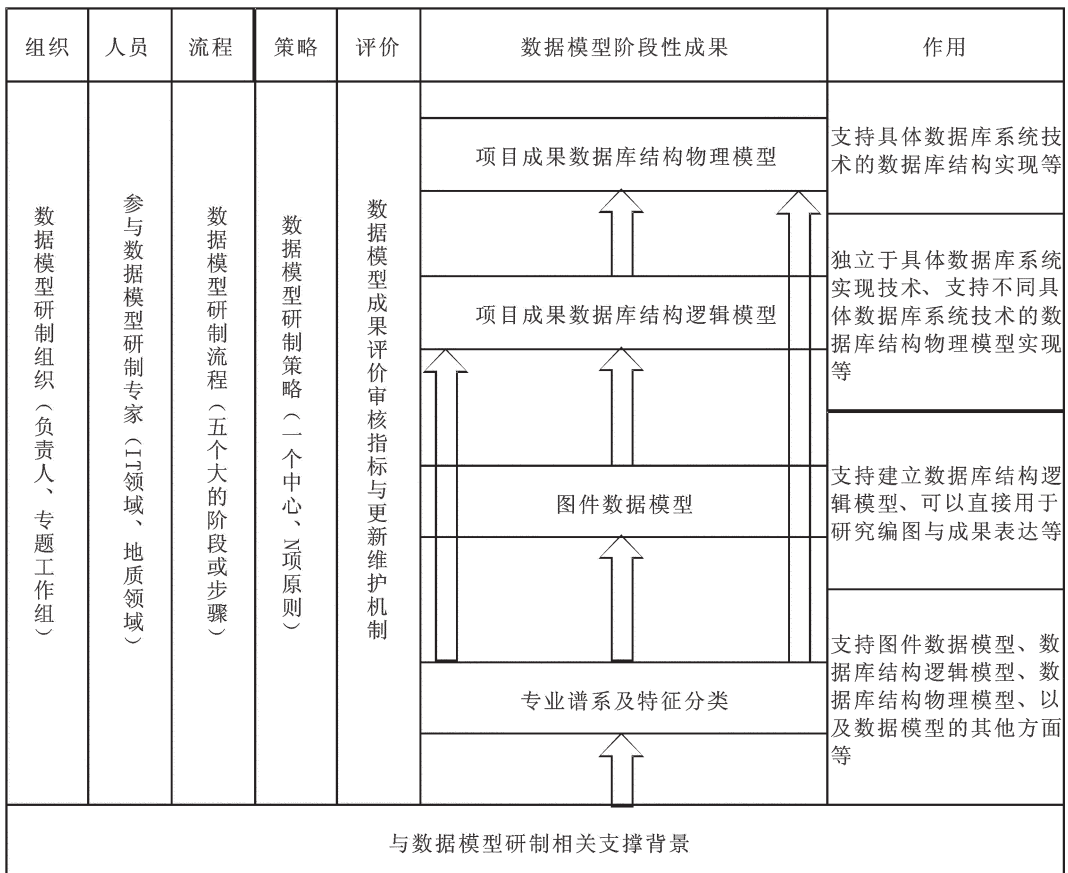 组织
人员
流程
策略
评价
数据模型阶段性成果
作用
数据模型研制组织(负责人、专题工作组)
参与数据模型研制专家(IT领域、地质领域)
数据模型研制流程(五个大的阶段或步骤)
数据模型研制策略(一个中心、N项原则)
数据模型成果评价审核指标与更新维护机制
项目成果数据库结构物理模型
项目成果数据库结构逻辑模型
图件数据模型
专业谱系及特征分类
支持具体数据库系统技
术的数据库结构实现等
独立于具体数据库系统
实现技术、支持不同具
体数据库系统技术的数
据库结构物理模型实现
等
支持建立数据库结构逻
辑模型、可以直接用于
研究编图与成果表达等
支持图件数据模型、数
据库结构逻辑模型、数
据库结构物理模型、以
及数据模型的其他方面
等
与数据模型研制相关支撑背景